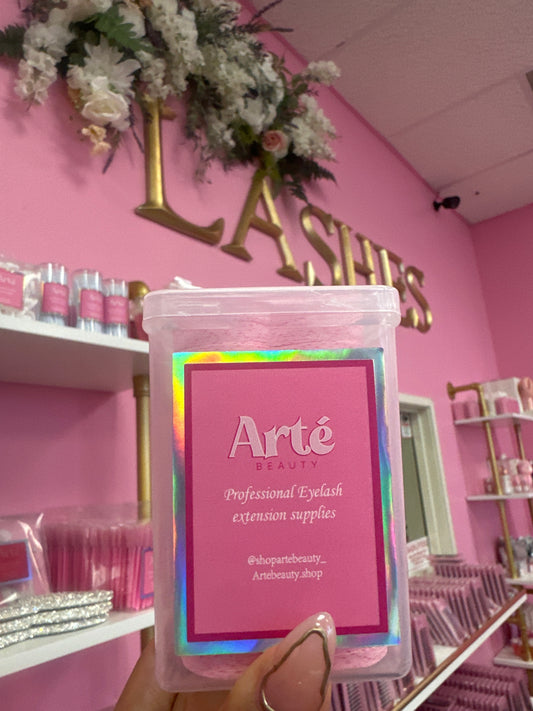 LASHES
Arté
BEAUTY
Professional Eyelash
extension supplies
@shopartebeauty_
Artebeauty.shop